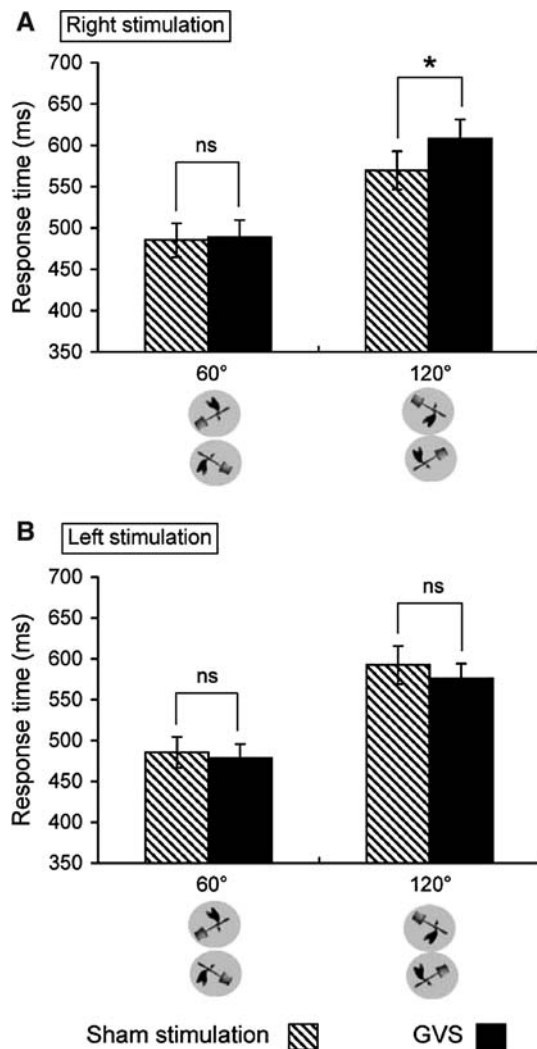 A Right stimulation
Response time (ms)
700
650
600
550
500
450
400
350
ns
*
60° 120°
B Left stimulation
Response time (ms)
700
650
600
550
500
450
400
350
ns
ns
60° 120°
Sham stimulation GVS